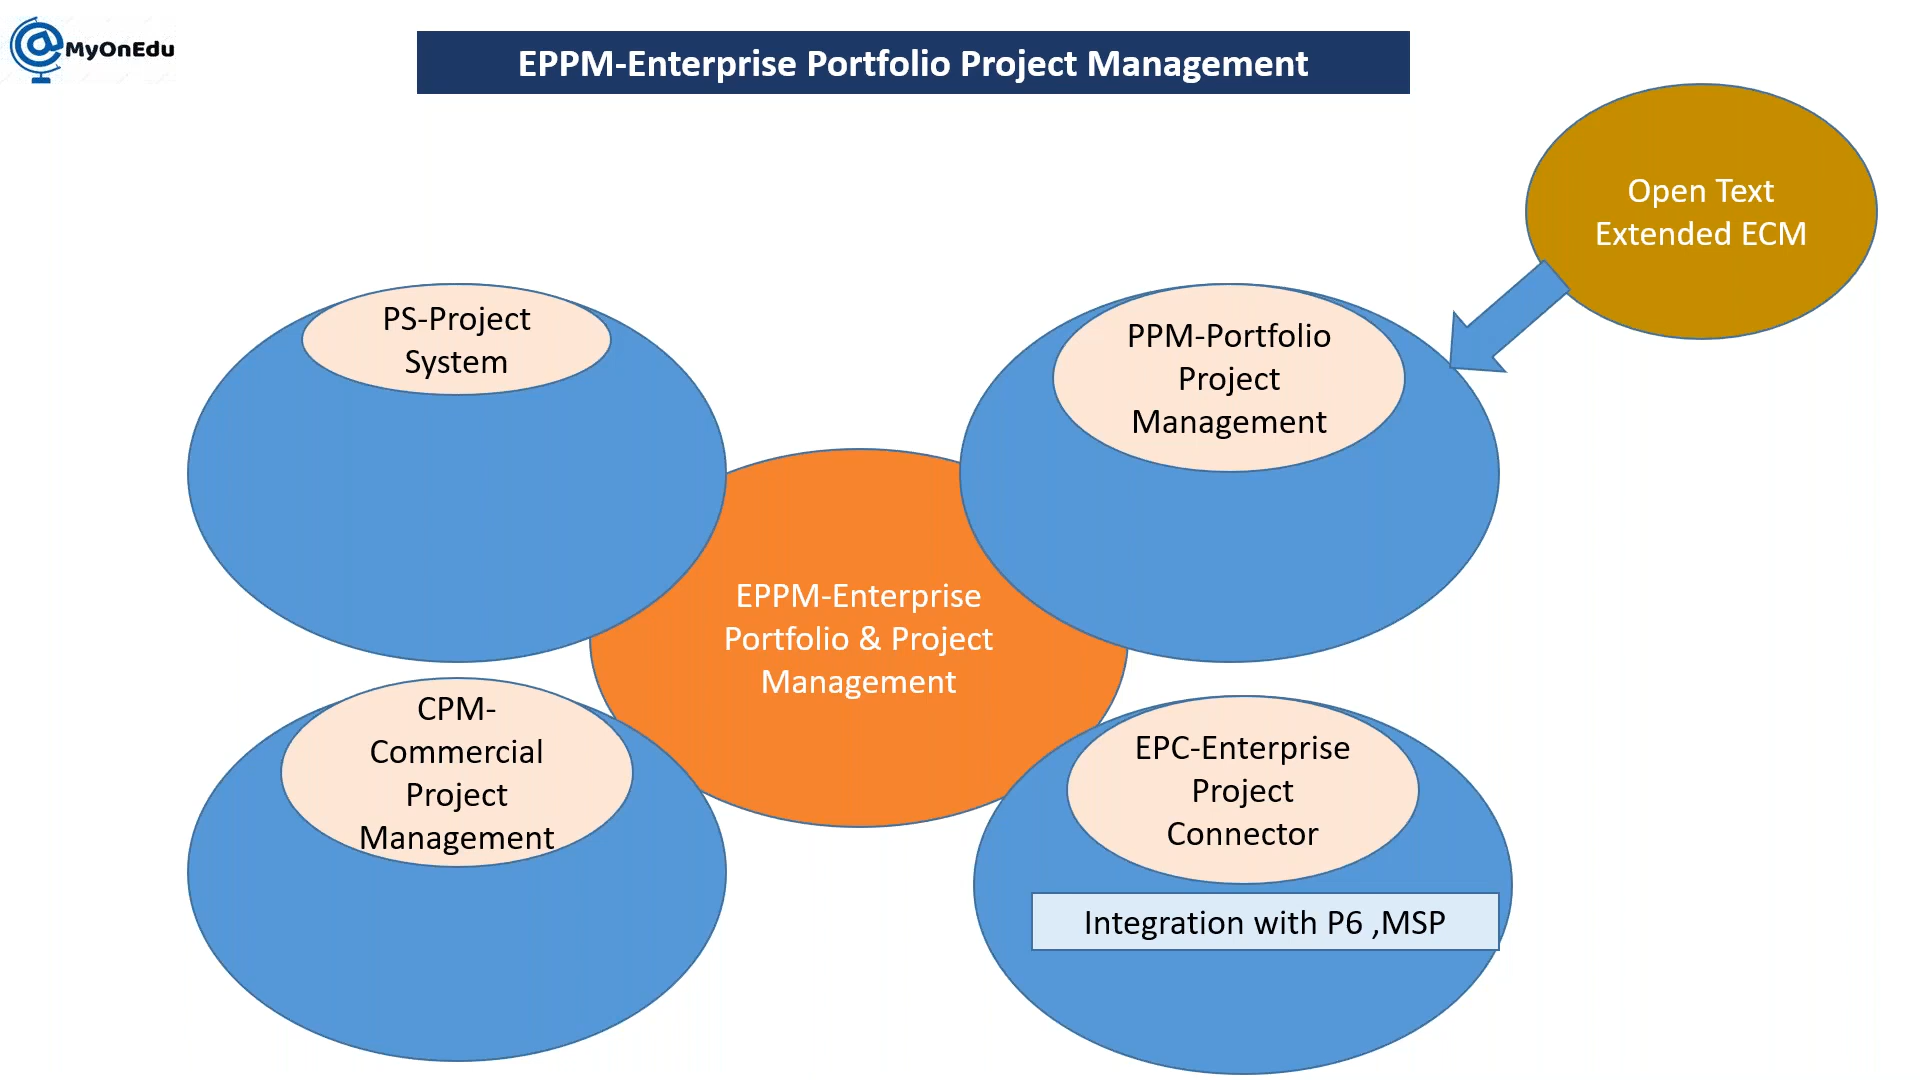 MyOnEdu
EPPM-Enterprise Portfolio Project Management
Open Text
Extended ECM
PS-Project
System
PPM-Portfolio
Project
Management
EPPM-Enterprise
Portfolio & Project
Management
CPM-
Commercial
Project
Management
EPC-Enterprise
Project
Connector
Integration with P6 ,MSP